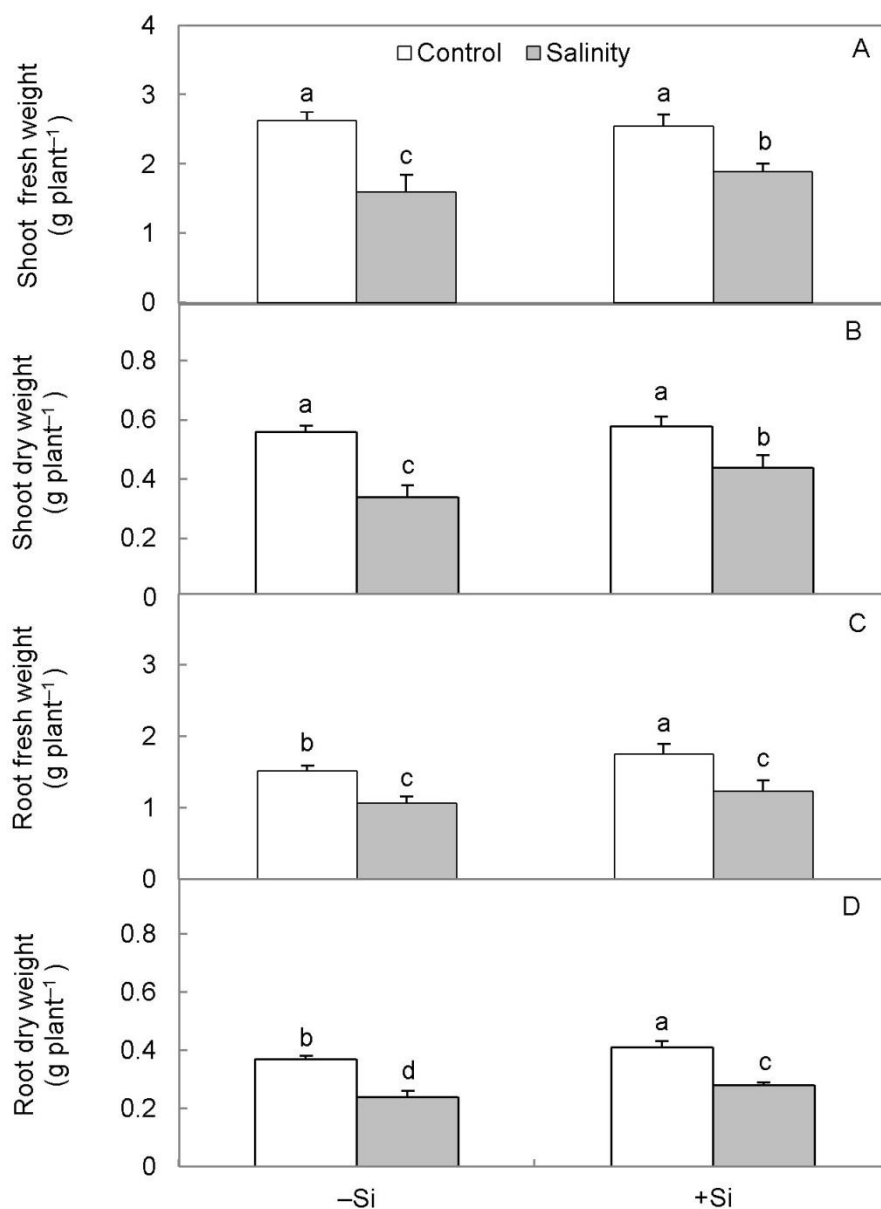 4
Control Salinity
A
a
a
3
c
b
2
1
0
Shoot fresh weight
(g plant⁻¹)
B
0.8
a
a
0.6
c
b
0.4
0.2
0
Shoot dry weight
(g plant⁻¹)
C
3
a
2
b
c
c
1
0
Root fresh weight
(g plant⁻¹)
D
0.8
0.6
a
b
0.4
d
c
0.2
0
Root dry weight
(g plant⁻¹)
–Si +Si